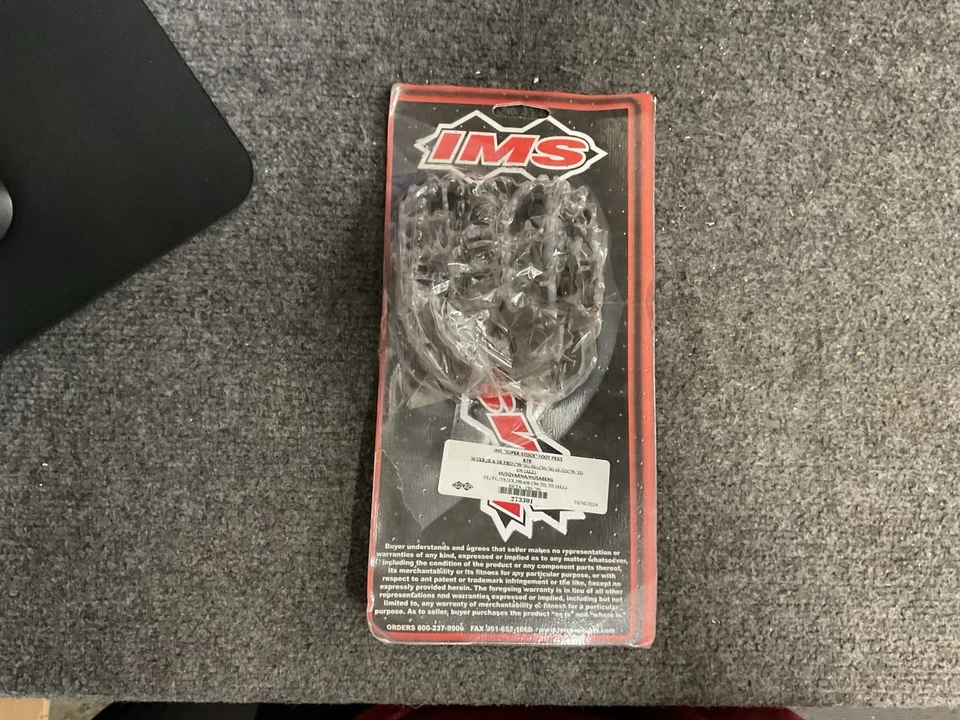 IMS
IMS "SUPER-STOCK" FOOT PEGS
KTM
HUSQVARNA/HUSABERG
273301
10/16/2024
Buyer understands and agrees that seller makes no representation or
warranties of any kind, expressed or implied as to any matter whatsoever,
including the condition of the product or any component parts thereof,
its merchantability or its fitness for any particular purpose, or with
respect to ant patent or trademark infringement or the like, except as
expressly provided herein. The foregoing warranty is in lieu of all other
representations and warranties expressed or implied, including but not
limited to, any warranty of merchantability of fitness for a particular
purpose. As to seller, buyer purchases the product "as is" and "where is
ORDERS 800-237-9906 FAX 951-653-1060